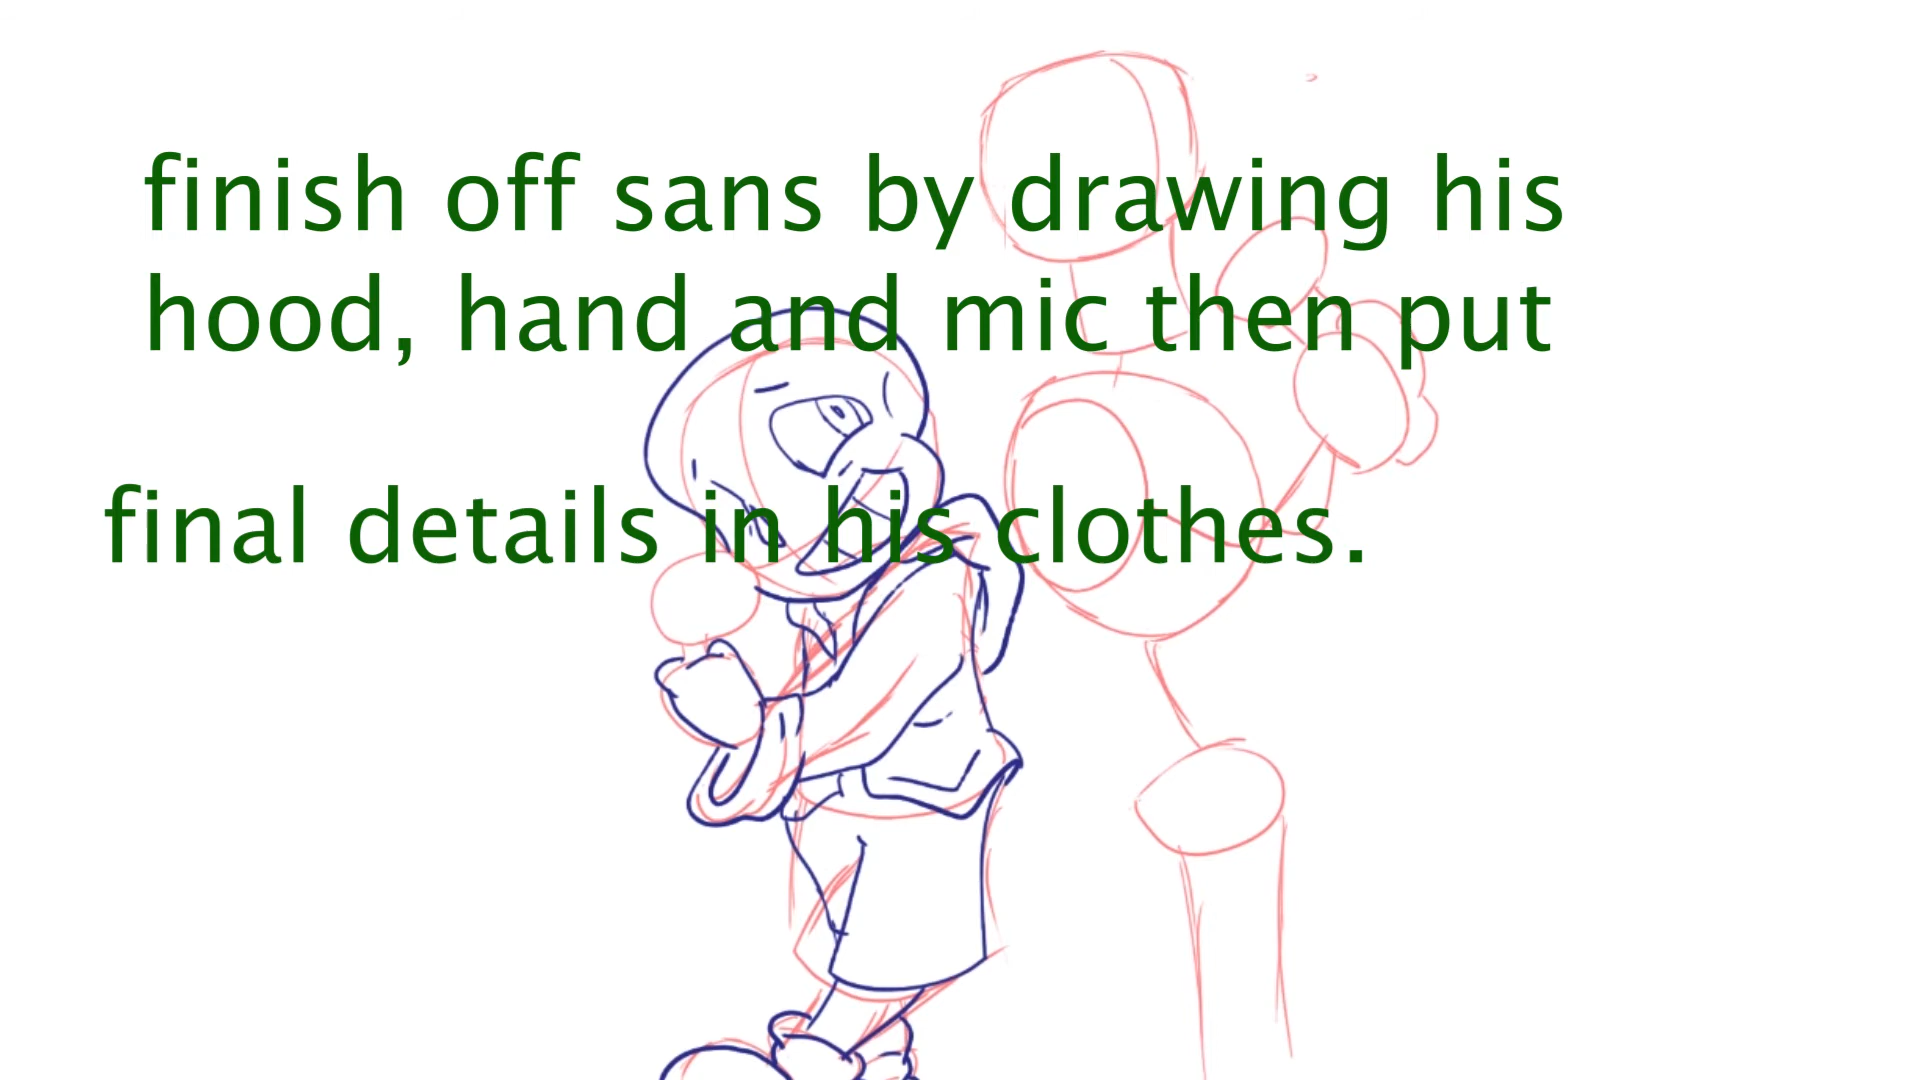 finish off sans by drawing his
hood, hand and mic then put
final details in his clothes.